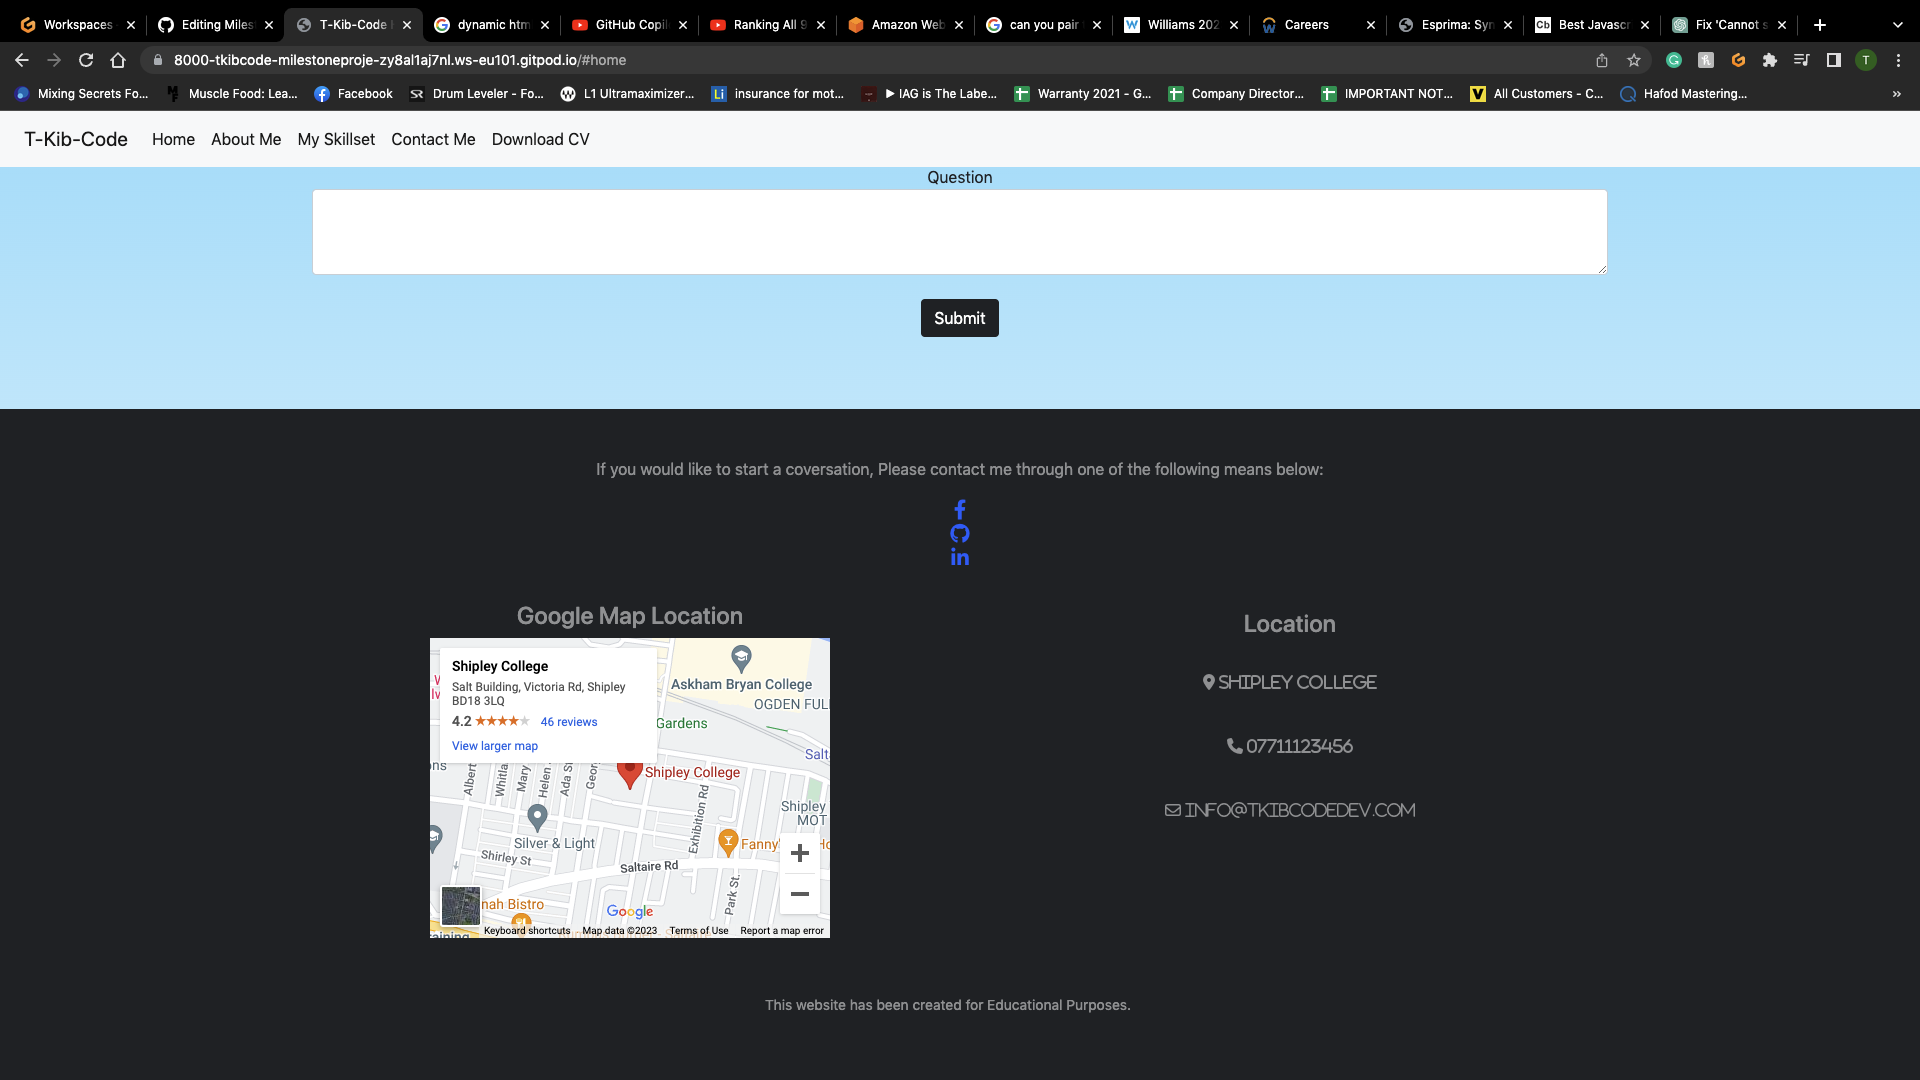 Workspaces
Editing Miles
T-Kib-Code
dynamic htm
GitHub Copil
Ranking All 9
Amazon Web
can you pair
Williams 202
Careers
Esprima: Syn
Best Javascr
Fix 'Cannot s
8000-tkibcode-milestoneproje-zy8al1aj7nl.ws-eu101.gitpod.io/#home
T
Mixing Secrets Fo...
Muscle Food: Lea...
Facebook
Drum Leveler - Fo...
L1 Ultramaximizer...
insurance for mot...
IAG is The Labe...
Warranty 2021 - G...
Company Director...
IMPORTANT NOT...
All Customers - C...
Hafod Mastering...
T-Kib-Code
Home
About Me
My Skillset
Contact Me
Download CV
Question
Submit
If you would like to start a coversation, Please contact me through one of the following means below:
Google Map Location
Shipley College
Salt Building, Victoria Rd, Shipley
BD18 3LQ
4.2
46 reviews
View larger map
Askham Bryan College
OGDEN FUL
Gardens
Salt
Shipley College
Albert
Whitla
Mary
Helen
Ada S
Geor
Exhibition Rd
Shipley
MOT
Silver & Light
Shirley St
Fanny
Saltaire Rd
Park St.
nah Bistro
Google
Keyboard shortcuts
Map data ©2023
Terms of Use
Report a map error
Location
SHIPLEY COLLEGE
07711123456
INFO@TKIBCODEDEV.COM
This website has been created for Educational Purposes.